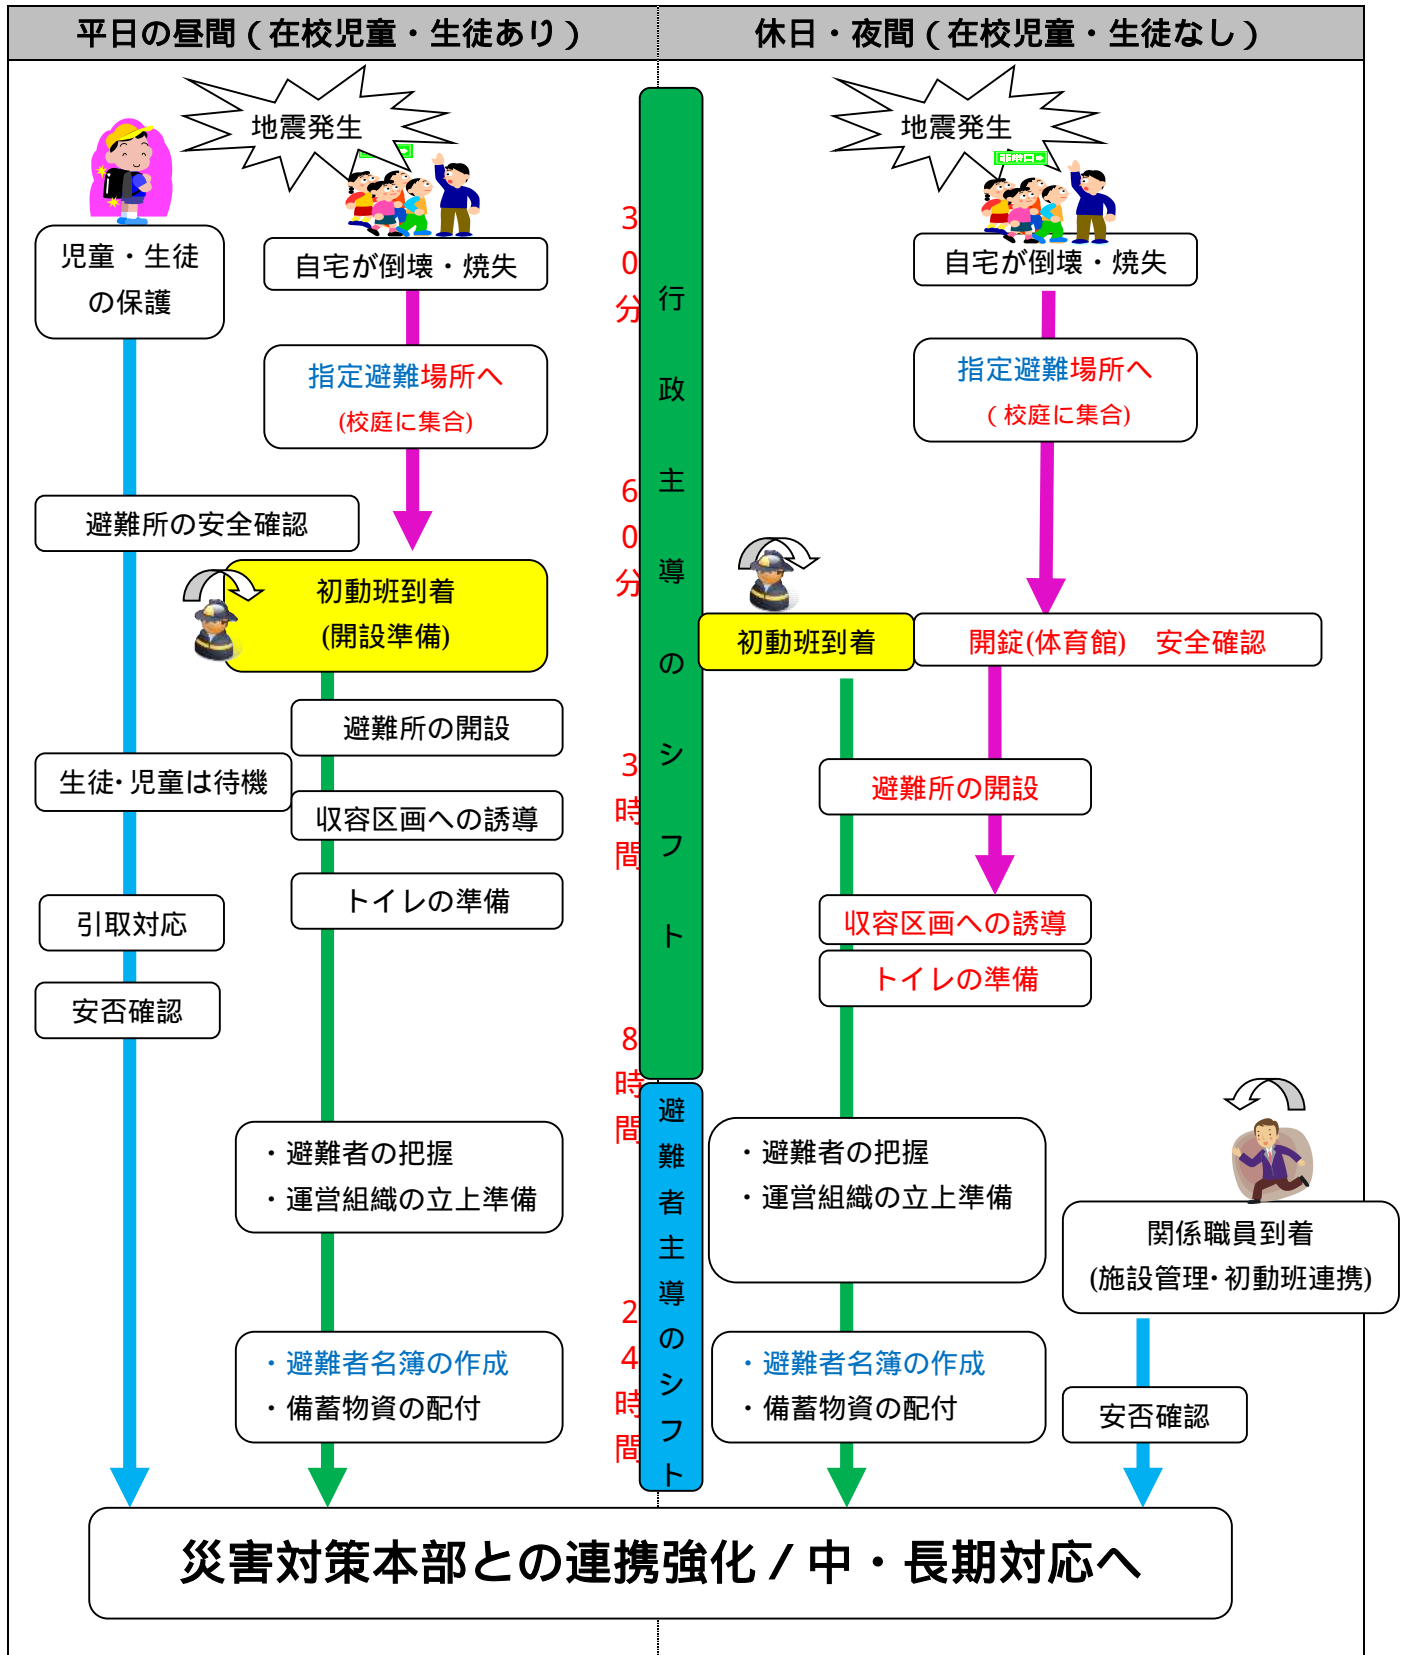 平日の昼間(在校児童・生徒あり)
休日・夜間(在校児童・生徒なし)
地震発生
児童・生徒
の保護
自宅が倒壊・焼失
指定避難場所へ
(校庭に集合)
避難所の安全確認
初動班到着
(開設準備)
避難所の開設
生徒・児童は待機
収容区画への誘導
トイレの準備
引取対応
安否確認
・避難者の把握
・運営組織の立上準備
・避難者名簿の作成
・備蓄物資の配付
30分
60分
3時間
8時間
24時間
行政主導のシフト
避難者主導のシフト
地震発生
非常口
自宅が倒壊・焼失
指定避難場所へ
(校庭に集合)
初動班到着
開錠(体育館) 安全確認
避難所の開設
収容区画への誘導
トイレの準備
・避難者の把握
・運営組織の立上準備
関係職員到着
(施設管理・初動班連携)
・避難者名簿の作成
・備蓄物資の配付
安否確認
災害対策本部との連携強化/中・長期対応へ